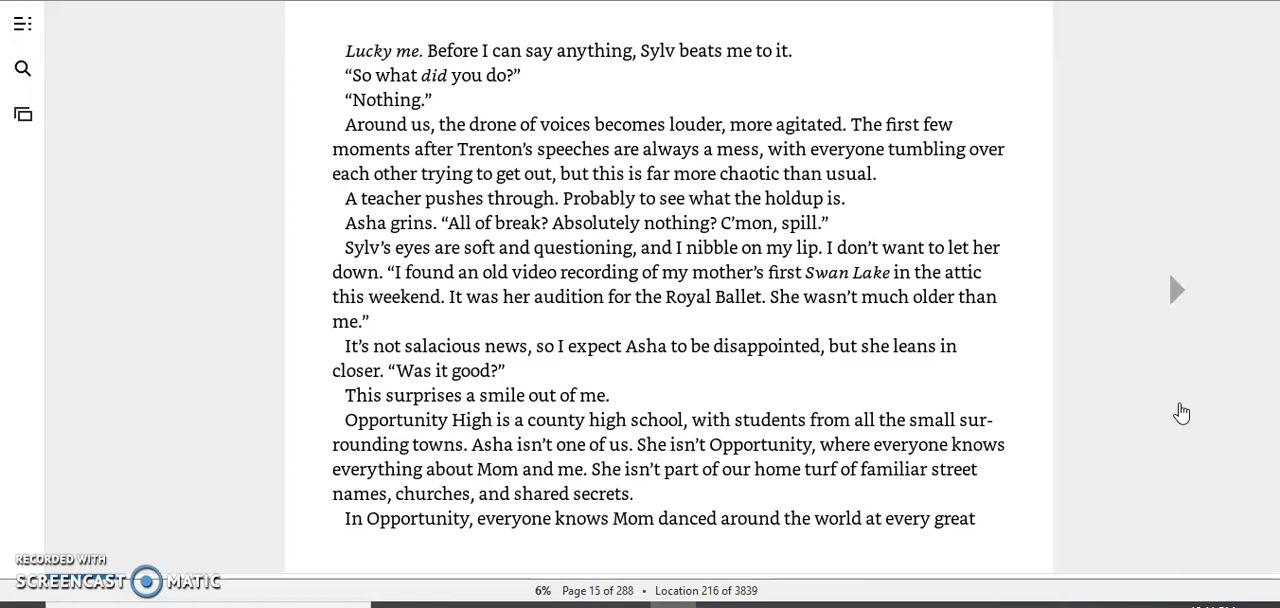 Lucky me. Before I can say anything, Sylv beats me to it.
“So what did you do?”
“Nothing.”
Around us, the drone of voices becomes louder, more agitated. The first few
moments after Trenton’s speeches are always a mess, with everyone tumbling over
each other trying to get out, but this is far more chaotic than usual.
A teacher pushes through. Probably to see what the holdup is.
Asha grins. “All of break? Absolutely nothing? C’mon, spill.”
Sylv’s eyes are soft and questioning, and I nibble on my lip. I don’t want to let her
down. “I found an old video recording of my mother’s first Swan Lake in the attic
this weekend. It was her audition for the Royal Ballet. She wasn’t much older than
me.”
It’s not salacious news, so I expect Asha to be disappointed, but she leans in
closer. “Was it good?”
This surprises a smile out of me.
Opportunity High is a county high school, with students from all the small sur-
rounding towns. Asha isn’t one of us. She isn’t Opportunity, where everyone knows
everything about Mom and me. She isn’t part of our home turf of familiar street
names, churches, and shared secrets.
In Opportunity, everyone knows Mom danced around the world at every great
RECORDED WITH
SCREENCAST MATIC
6% Page 15 of 288 • Location 216 of 3839